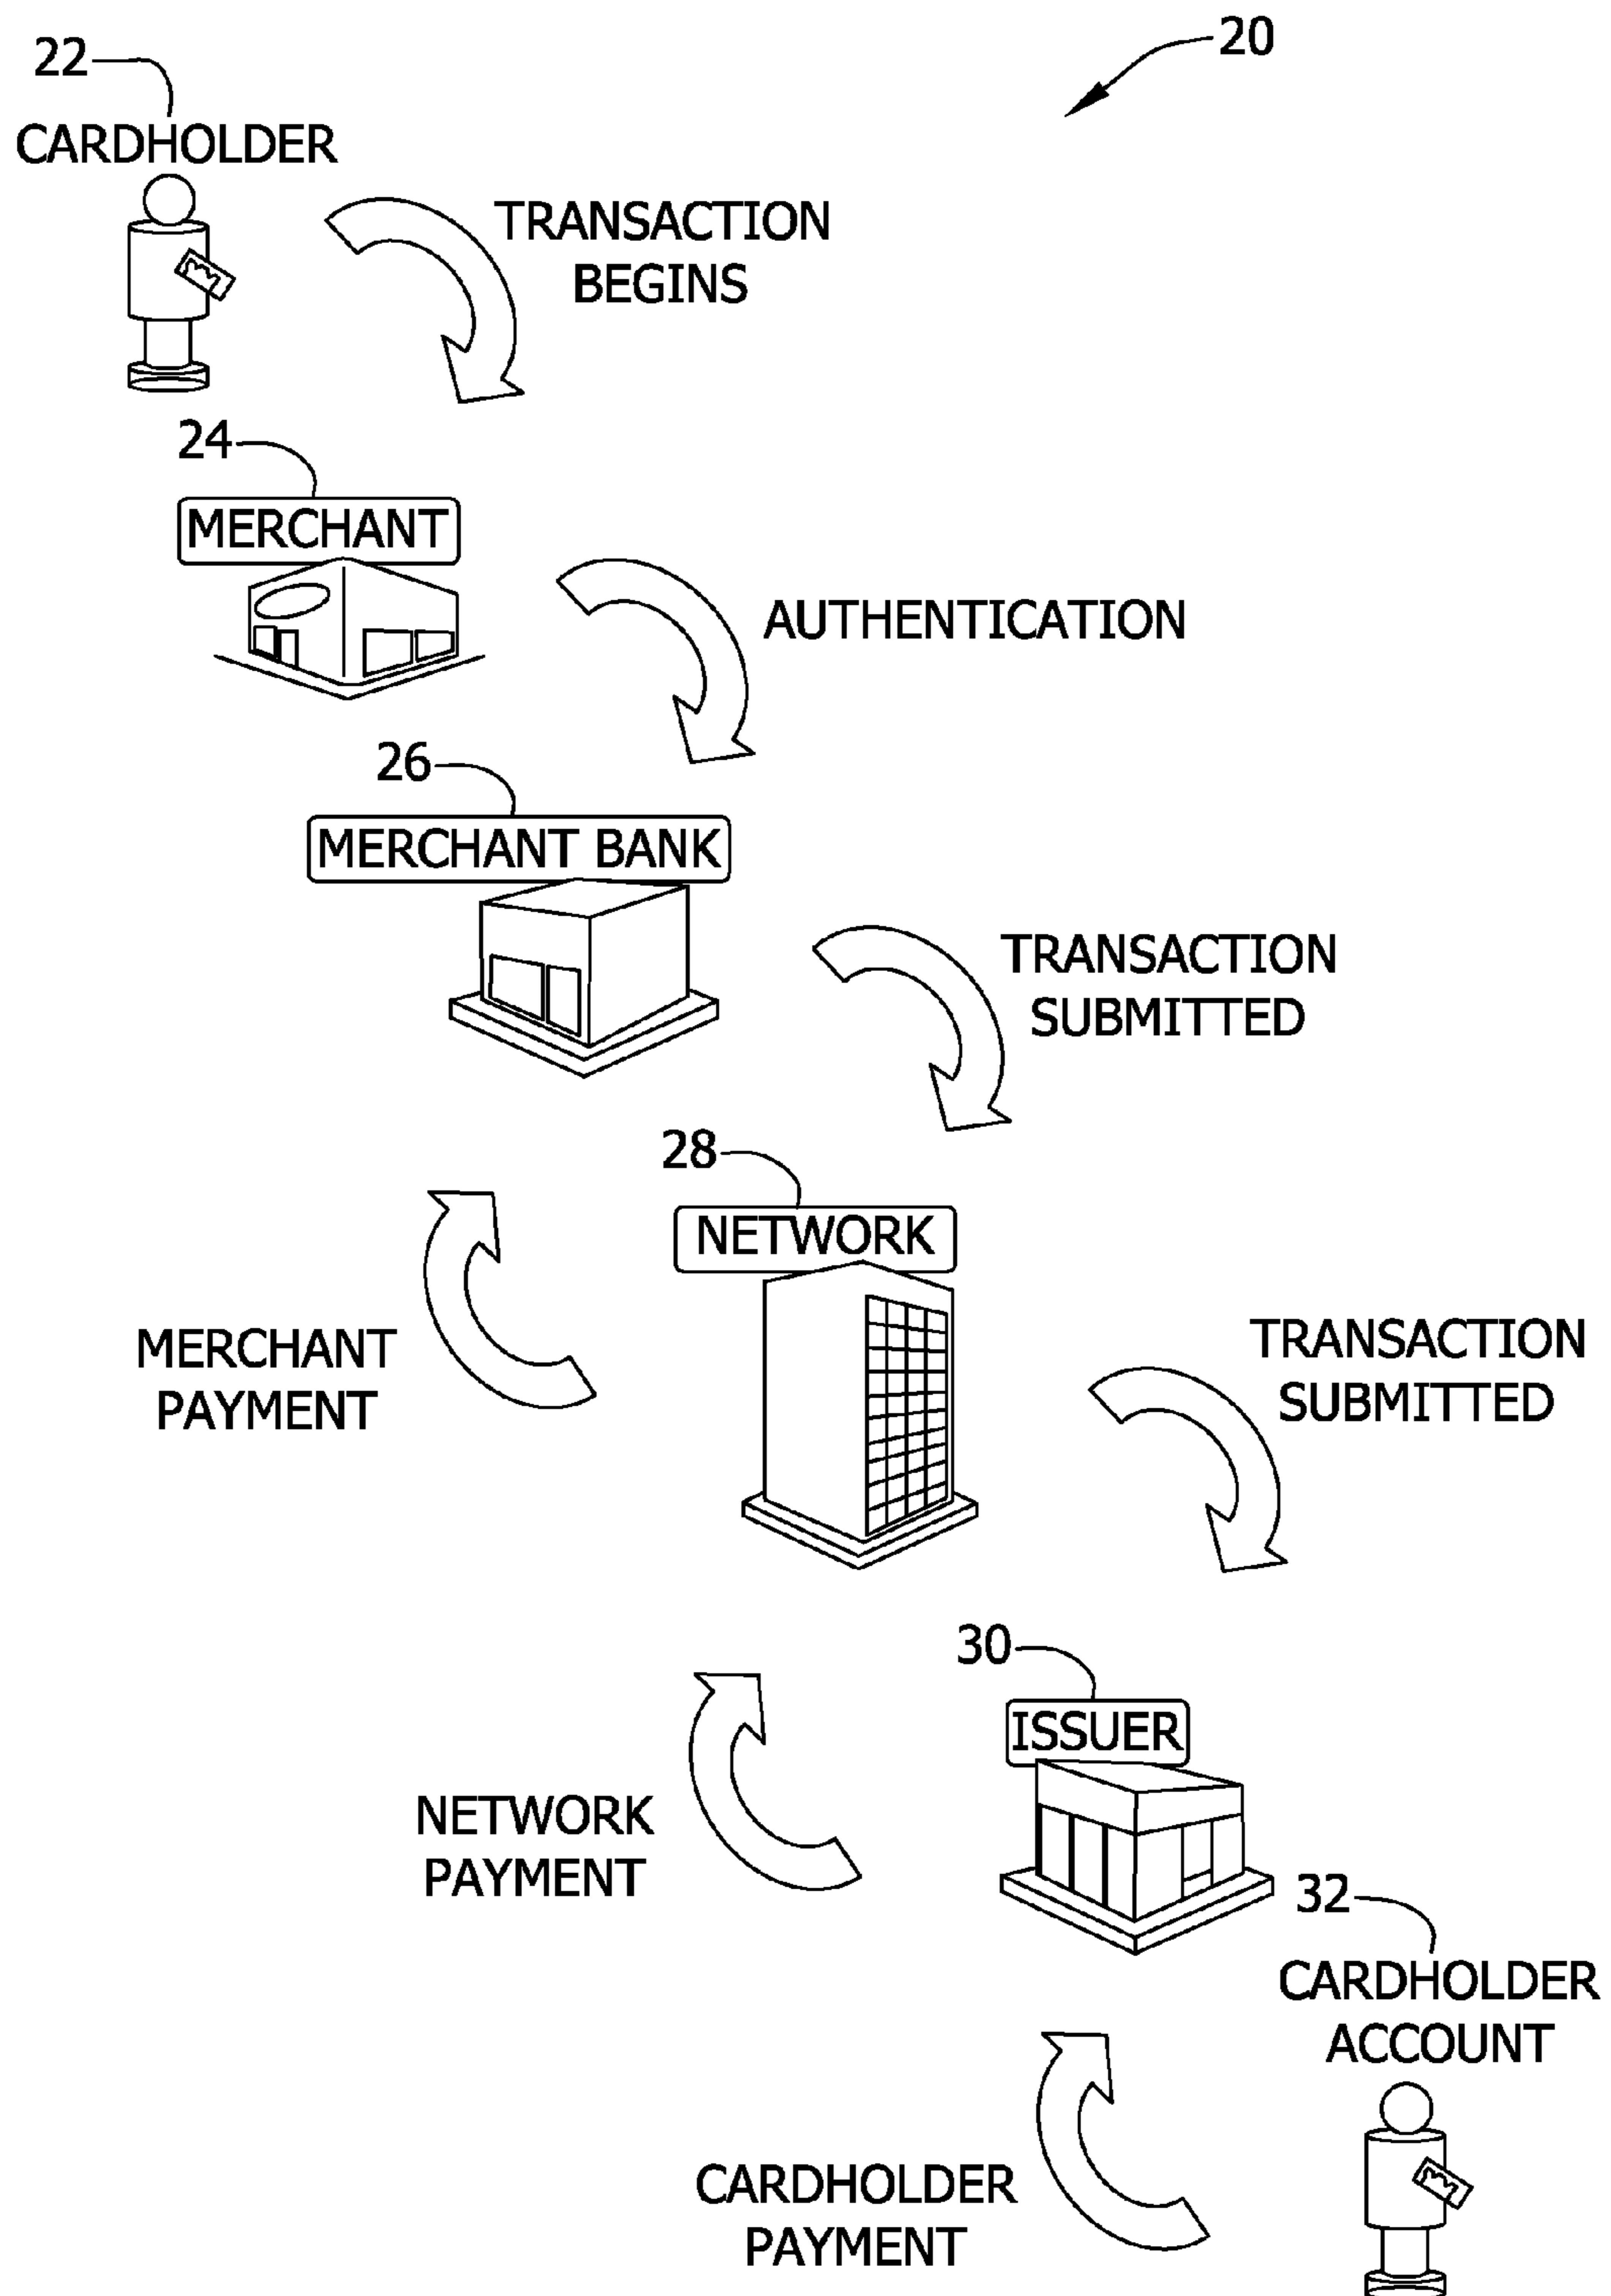 20
22
CARDHOLDER
TRANSACTION
BEGINS
24
MERCHANT
AUTHENTICATION
26
MERCHANT BANK
TRANSACTION
SUBMITTED
28
NETWORK
MERCHANT
PAYMENT
TRANSACTION
SUBMITTED
30
ISSUER
NETWORK
PAYMENT
32
CARDHOLDER
ACCOUNT
CARDHOLDER
PAYMENT